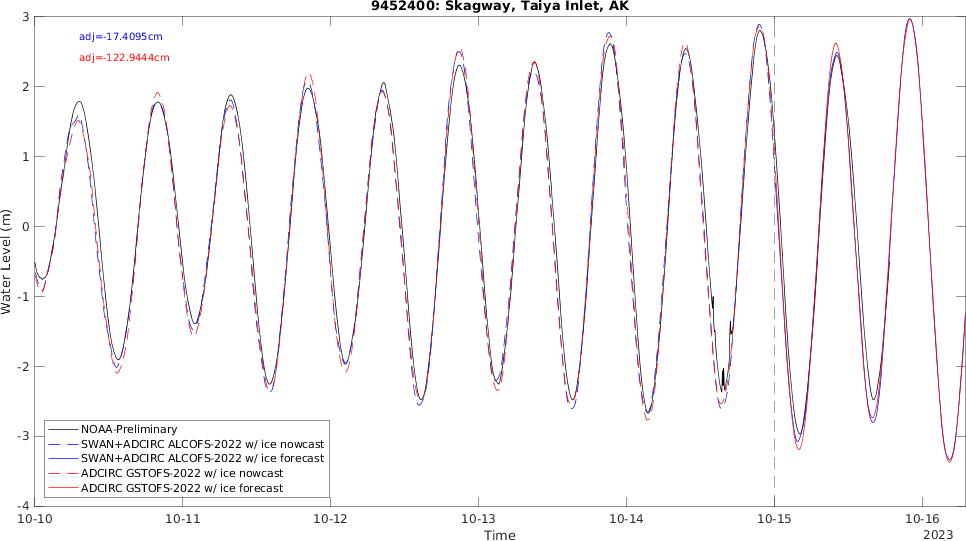 9452400: Skagway, Taiya Inlet, AK
adj=-17.4095cm
adj=-122.9444cm
3
2
1
0
-1
-2
-3
-4
Water Level (m)
NOAA-Preliminary
SWAN+ADCIRC ALCOFS-2022 w/ ice nowcast
SWAN+ADCIRC ALCOFS-2022 w/ ice forecast
ADCIRC GSTOFS-2022 w/ ice nowcast
ADCIRC GSTOFS-2022 w/ ice forecast
10-10 10-11 10-12 10-13 10-14 10-15 10-16
Time
2023